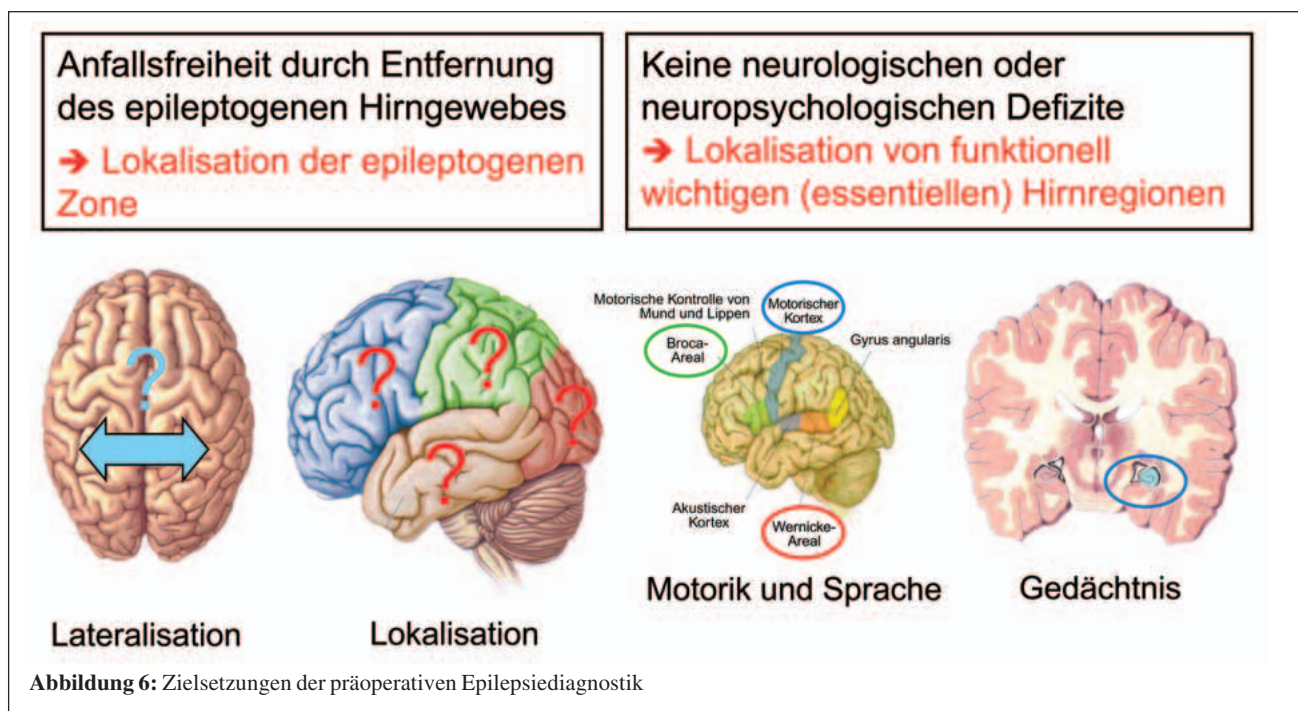 Anfallsfreiheit durch Entfernung
des epileptogenen Hirngewebes
➔ Lokalisation der epileptogenen
Zone
Keine neurologischen oder
neuropsychologischen Defizite
➔ Lokalisation von funktionell
wichtigen (essentiellen) Hirnregionen
?
?
?
?
?
Motorische Kontrolle von
Mund und Lippen
Motorischer
Kortex
Broca-
Areal
Gyrus angularis
Akustischer
Kortex
Wernicke-
Areal
Lateralisation
Lokalisation
Motorik und Sprache
Gedächtnis
Abbildung 6: Zielsetzungen der präoperativen Epilepsiediagnostik